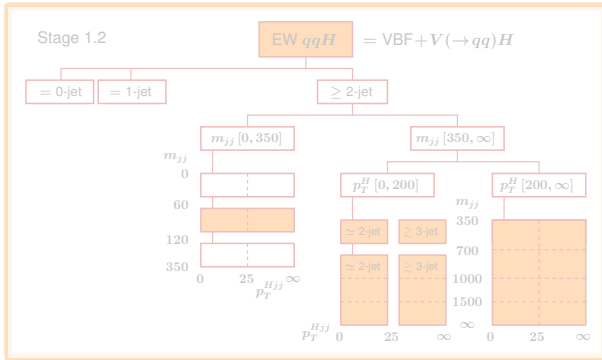 Stage 1.2
EW qqH = VBF+V(→qq)H
= 0-jet = 1-jet ≥ 2-jet
m_jj [0, 350] m_jj [350, ∞]
m_jj
0 p_T^H [0, 200] p_T^H [200, ∞]
m_jj
60 350
≃ 2-jet ≳ 3-jet
120 700
≃ 2-jet ≳ 3-jet
350 1000
0 25 ∞
p_T^Hjj 1500
∞
p_T^Hjj 0 25 ∞ 0 25 ∞